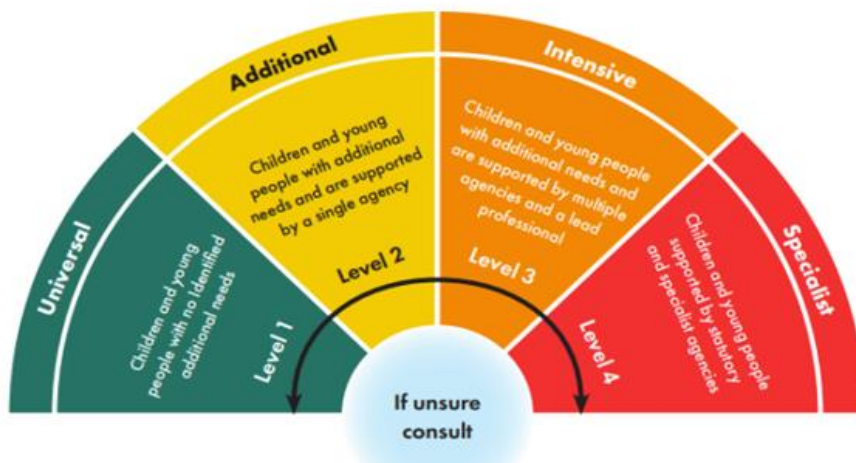 Universal
Children and young
people with no Identified
additional needs
Level 1
Additional
Children and young
people with additional
needs and are supported
by a single agency
Level 2
Intensive
Children and young people
with additional needs and
are supported by multiple
agencies and a lead
professional
Level 3
Specialist
Children and young people
supported by statutory
and specialist agencies
Level 4
If unsure
consult